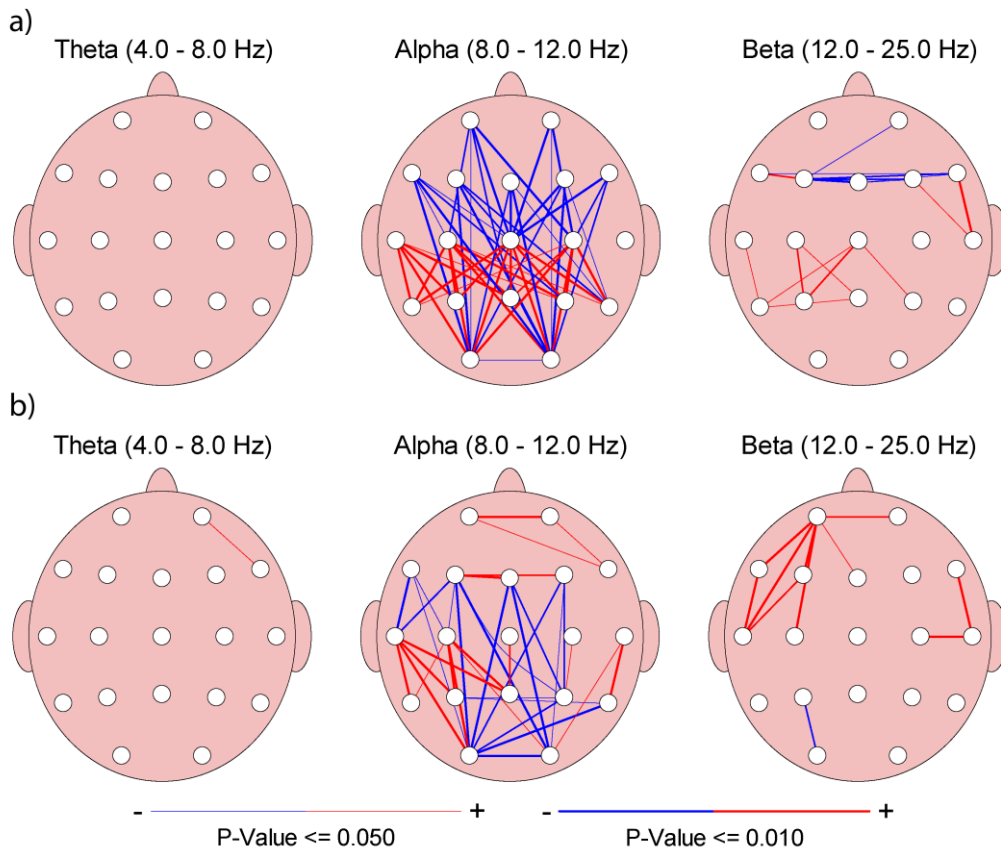 a)
Theta (4.0 - 8.0 Hz) Alpha (8.0 - 12.0 Hz) Beta (12.0 - 25.0 Hz)
b)
Theta (4.0 - 8.0 Hz) Alpha (8.0 - 12.0 Hz) Beta (12.0 - 25.0 Hz)
- + - +
P-Value <= 0.050 P-Value <= 0.010